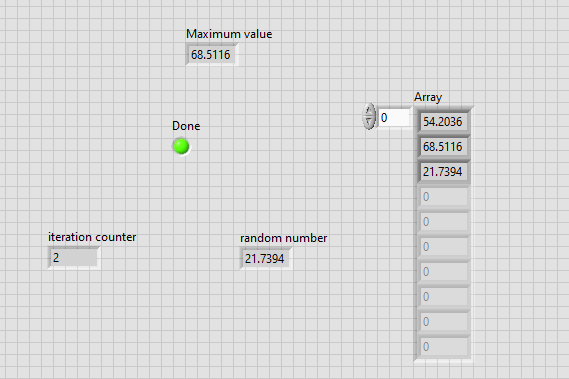 Maximum value
68.5116
Array
0
54.2036
Done
68.5116
21.7394
0
0
iteration counter
random number
2
21.7394
0
0
0
0
0